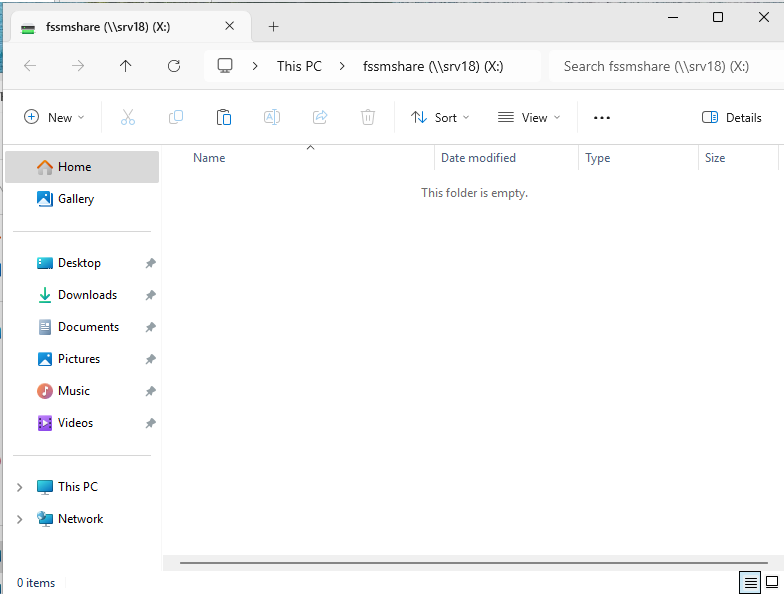 fssmshare (\\srv18) (X:)
This PC fssmshare (\\srv18) (X:) Search fssmshare (\\srv18) (X:)
New Sort View Details
Name Date modified Type Size
This folder is empty.
Home
Gallery
Desktop
Downloads
Documents
Pictures
Music
Videos
This PC
Network
0 items